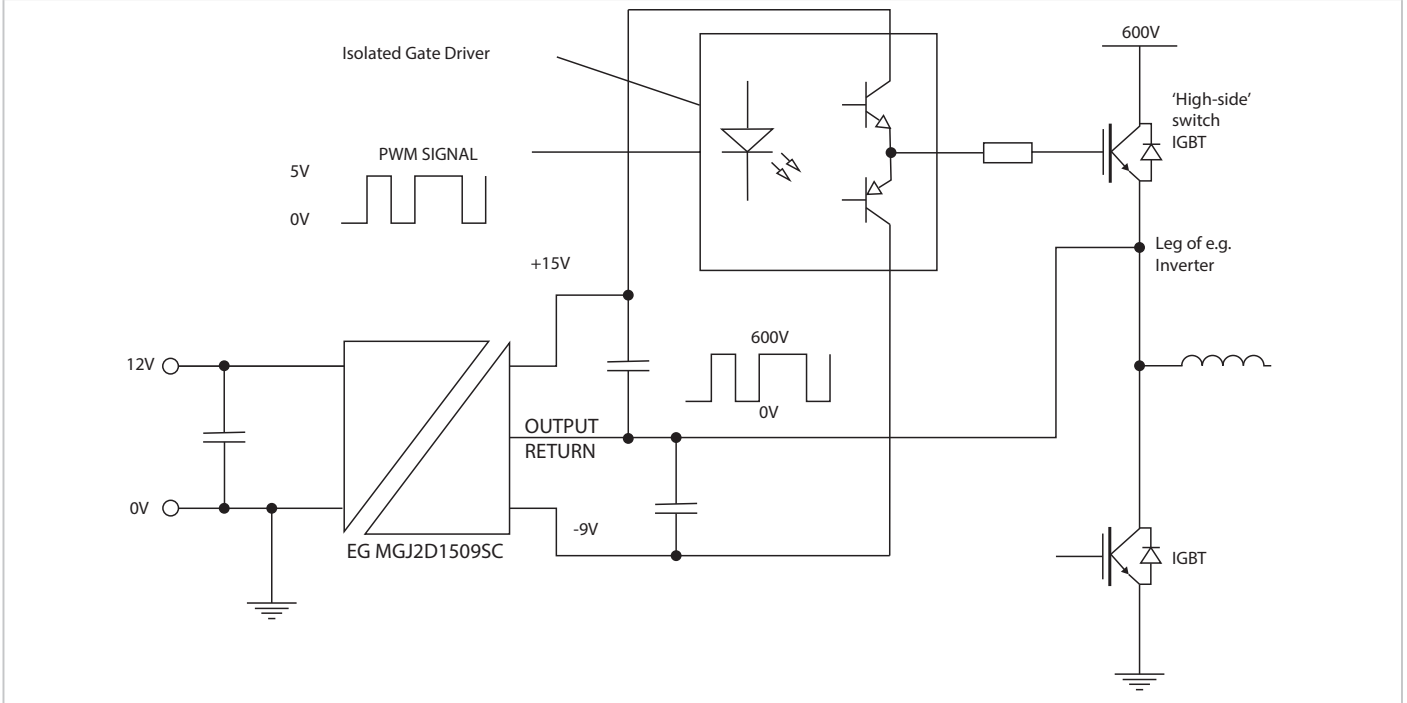 600V
Isolated Gate Driver
'High-side'
switch
IGBT
PWM SIGNAL
5V
0V
Leg of e.g.
Inverter
+15V
600V
0V
12V
OUTPUT
RETURN
0V
-9V
EG MGJ2D1509SC
IGBT